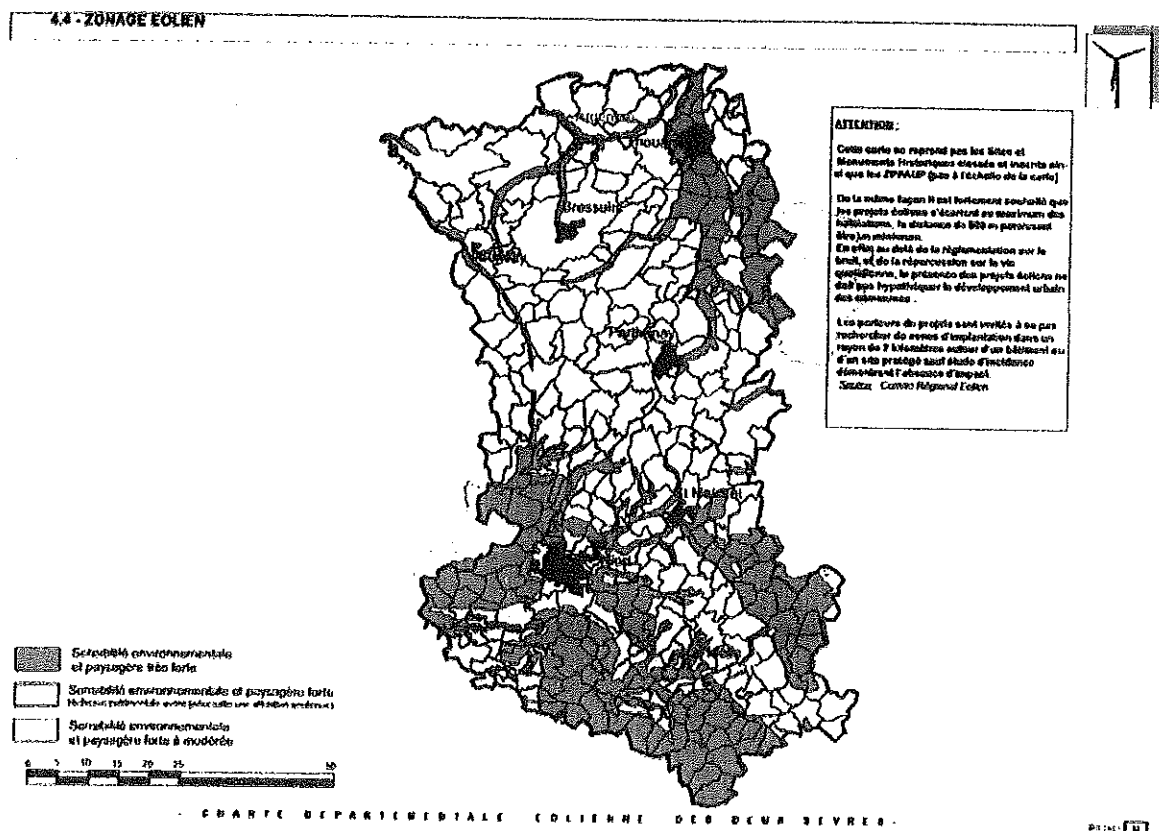 4.4 - ZONAGE EOLIEN
ATTENTION :
Cette carte ne reprend pas les Sites et
Monuments Historiques classés et inscrits ain-
si que les ZPPAUP (pas à l'échelle de la carte)
De la même façon il est fortement souhaité que
les projets éoliens s'écartent au maximum des
habitations, la distance de 500 m paraissant
être un minimum.
En effet au delà de la réglementation sur le
bruit, et de la répercussion sur la vie
quotidienne, la présence des projets éoliens ne
doit pas hypothéquer le développement urbain
des communes.
Les porteurs de projets sont invités à ne pas
rechercher de zones d'implantation dans un
rayon de 2 kilomètres autour d'un bâtiment ou
d'un site protégé sauf étude d'incidence
démontrant l'absence d'impact.
Source : Comité Régional Eolien
Thouars
Bressuire
Parthenay
St Maixent
Sensibilité environnementale
et paysagère très forte
Sensibilité environnementale et paysagère forte
Sensibilité environnementale
et paysagère forte à modérée
0 5 10 15 20 25 50
- CHARTE DEPARTEMENTALE EOLIENNE DES DEUX SEVRES -